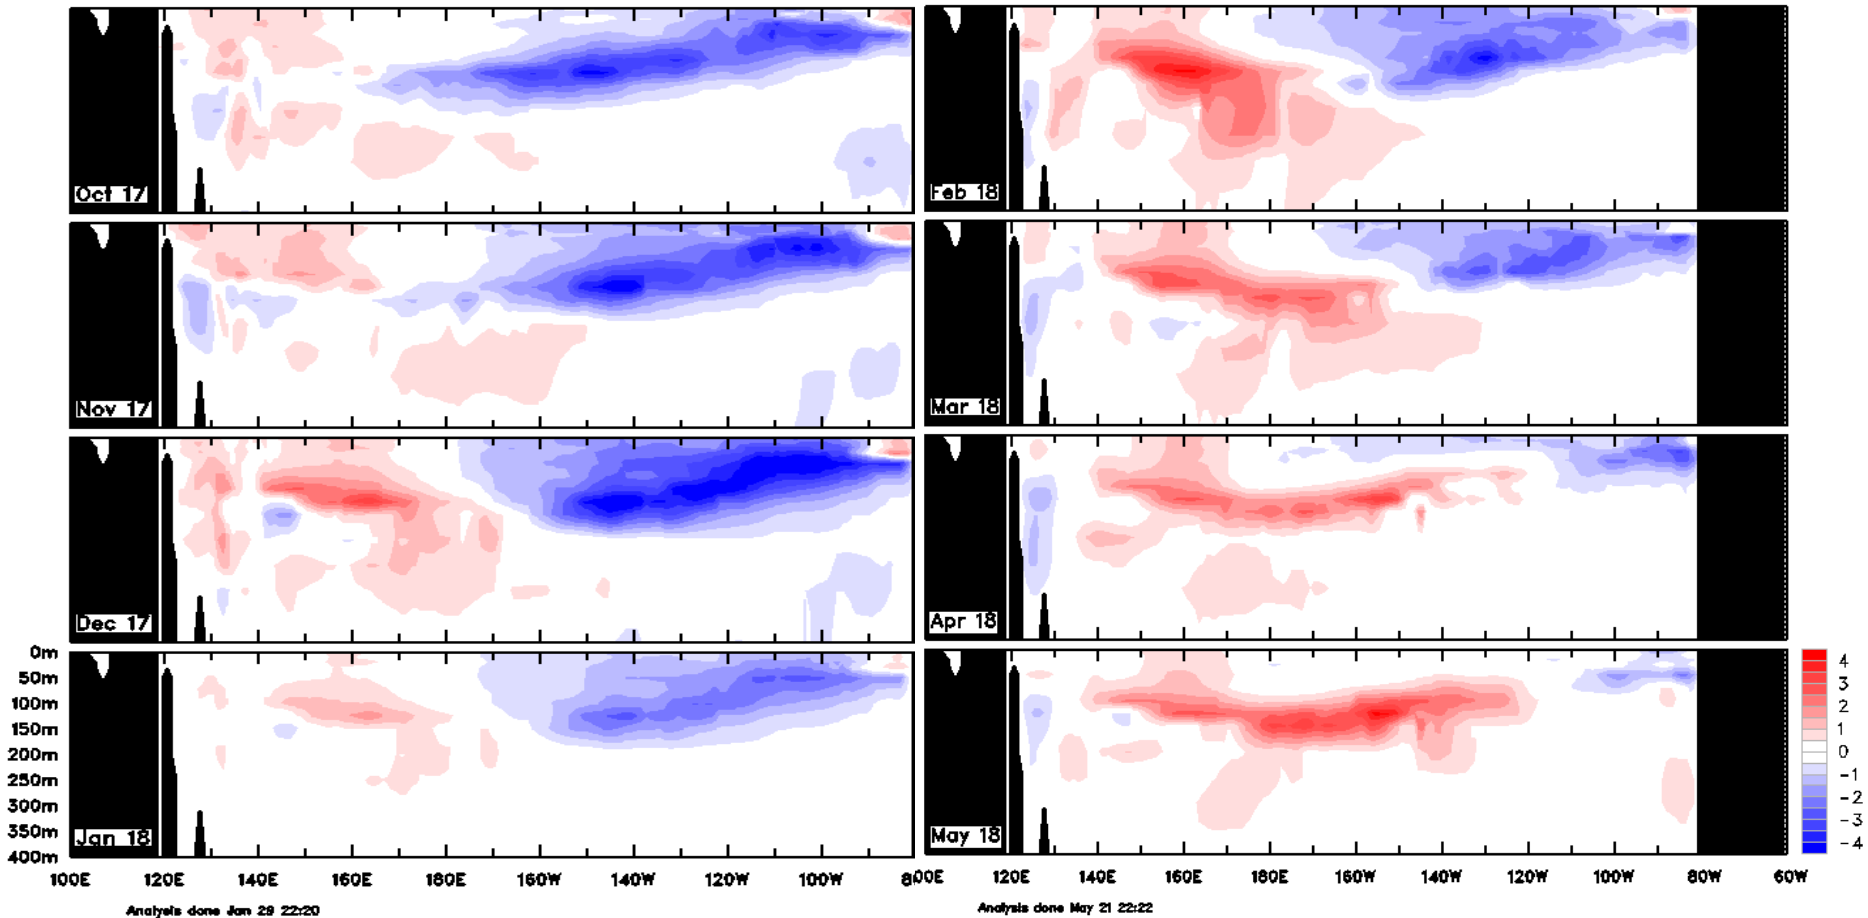 Oct 17
Nov 17
Dec 17
Jan 18
0m
50m
100m
150m
200m
250m
300m
350m
400m
100E 120E 140E 160E 180E 160W 140W 120W 100W 8
Analysis done Jan 29 22:20
Feb 18
Mar 18
Apr 18
May 18
00E 120E 140E 160E 180E 160W 140W 120W 100W 80W 60W
Analysis done May 21 22:22
4
3
2
1
0
-1
-2
-3
-4